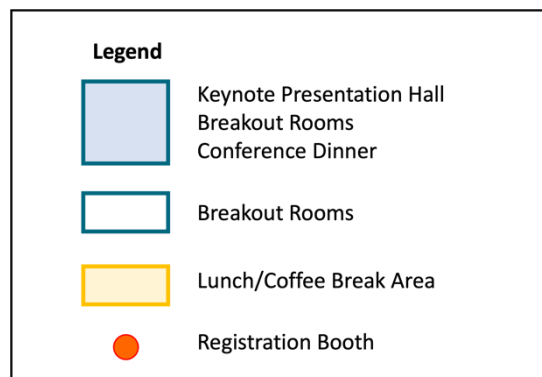 Legend
Keynote Presentation Hall
Breakout Rooms
Conference Dinner
Breakout Rooms
Lunch/Coffee Break Area
Registration Booth